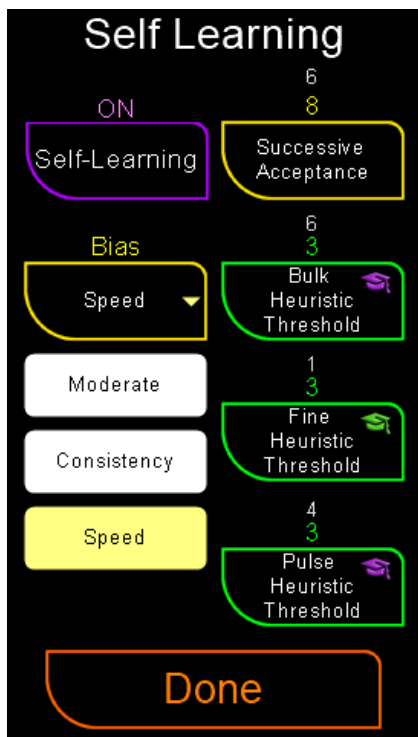 Self Learning
6
ON
8
Self-Learning
Successive
Acceptance
6
Bias
3
Speed
Bulk
Heuristic
Threshold
Moderate
1
3
Fine
Heuristic
Threshold
Consistency
Speed
4
3
Pulse
Heuristic
Threshold
Done